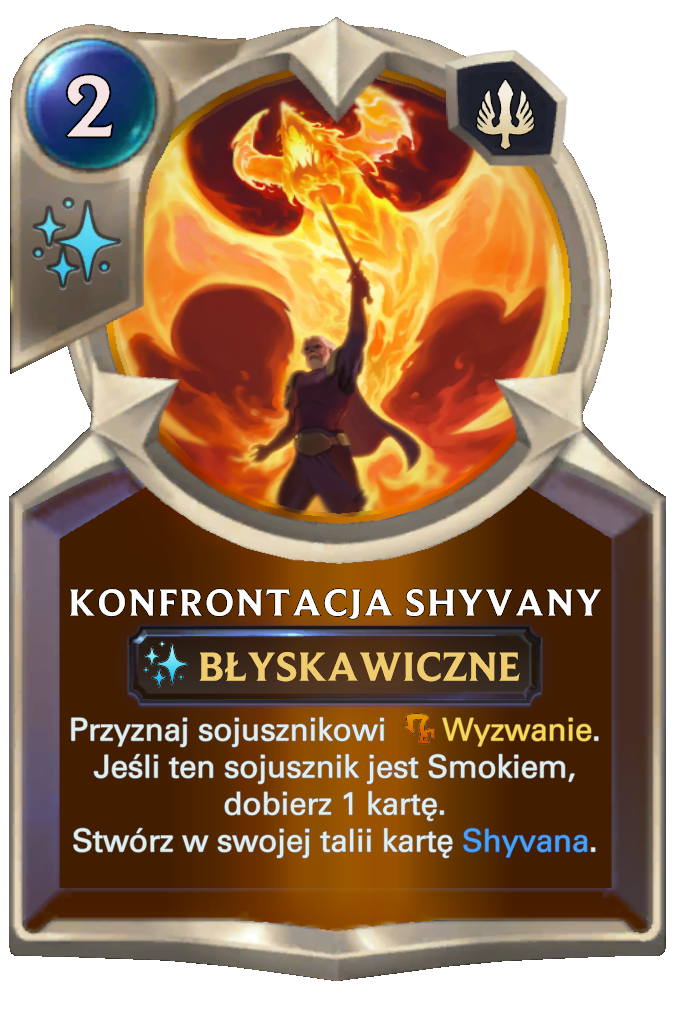 2
KONFRONTACJA SHYVANY
BŁYSKAWICZNE
Przyznaj sojusznikowi Wyzwanie.
Jeśli ten sojusznik jest Smokiem,
dobierz 1 kartę.
Stwórz w swojej talii kartę Shyvana.